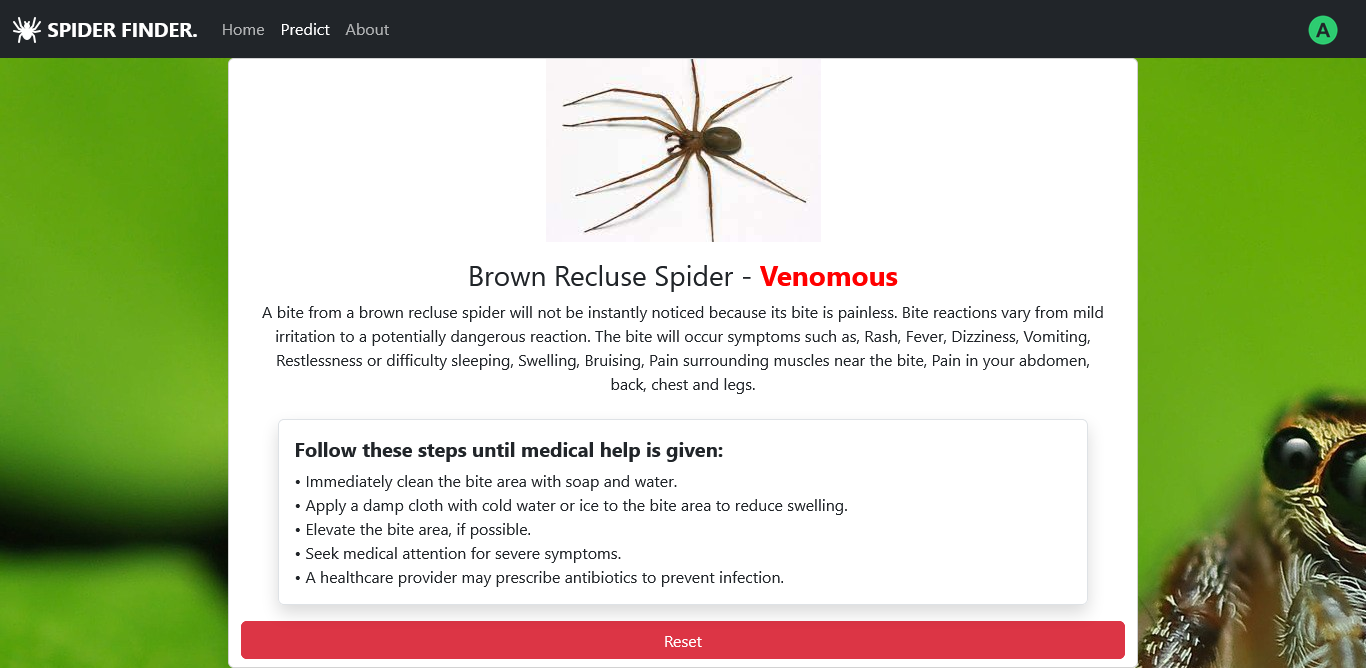 SPIDER FINDER. Home Predict About A
Brown Recluse Spider - Venomous
A bite from a brown recluse spider will not be instantly noticed because its bite is painless. Bite reactions vary from mild
irritation to a potentially dangerous reaction. The bite will occur symptoms such as, Rash, Fever, Dizziness, Vomiting,
Restlessness or difficulty sleeping, Swelling, Bruising, Pain surrounding muscles near the bite, Pain in your abdomen,
back, chest and legs.
Follow these steps until medical help is given:
• Immediately clean the bite area with soap and water.
• Apply a damp cloth with cold water or ice to the bite area to reduce swelling.
• Elevate the bite area, if possible.
• Seek medical attention for severe symptoms.
• A healthcare provider may prescribe antibiotics to prevent infection.
Reset